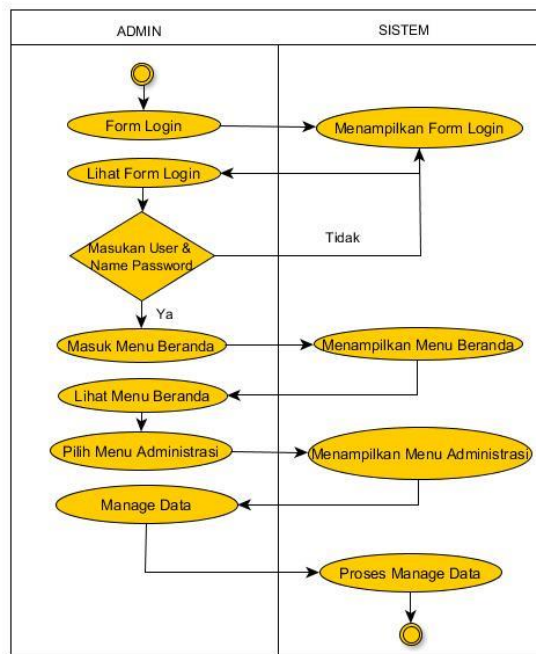 ADMIN
SISTEM
Form Login
Menampilkan Form Login
Lihat Form Login
Masukan User &
Name Password
Tidak
Ya
Masuk Menu Beranda
Menampilkan Menu Beranda
Lihat Menu Beranda
Pilih Menu Administrasi
Menampilkan Menu Administrasi
Manage Data
Proses Manage Data